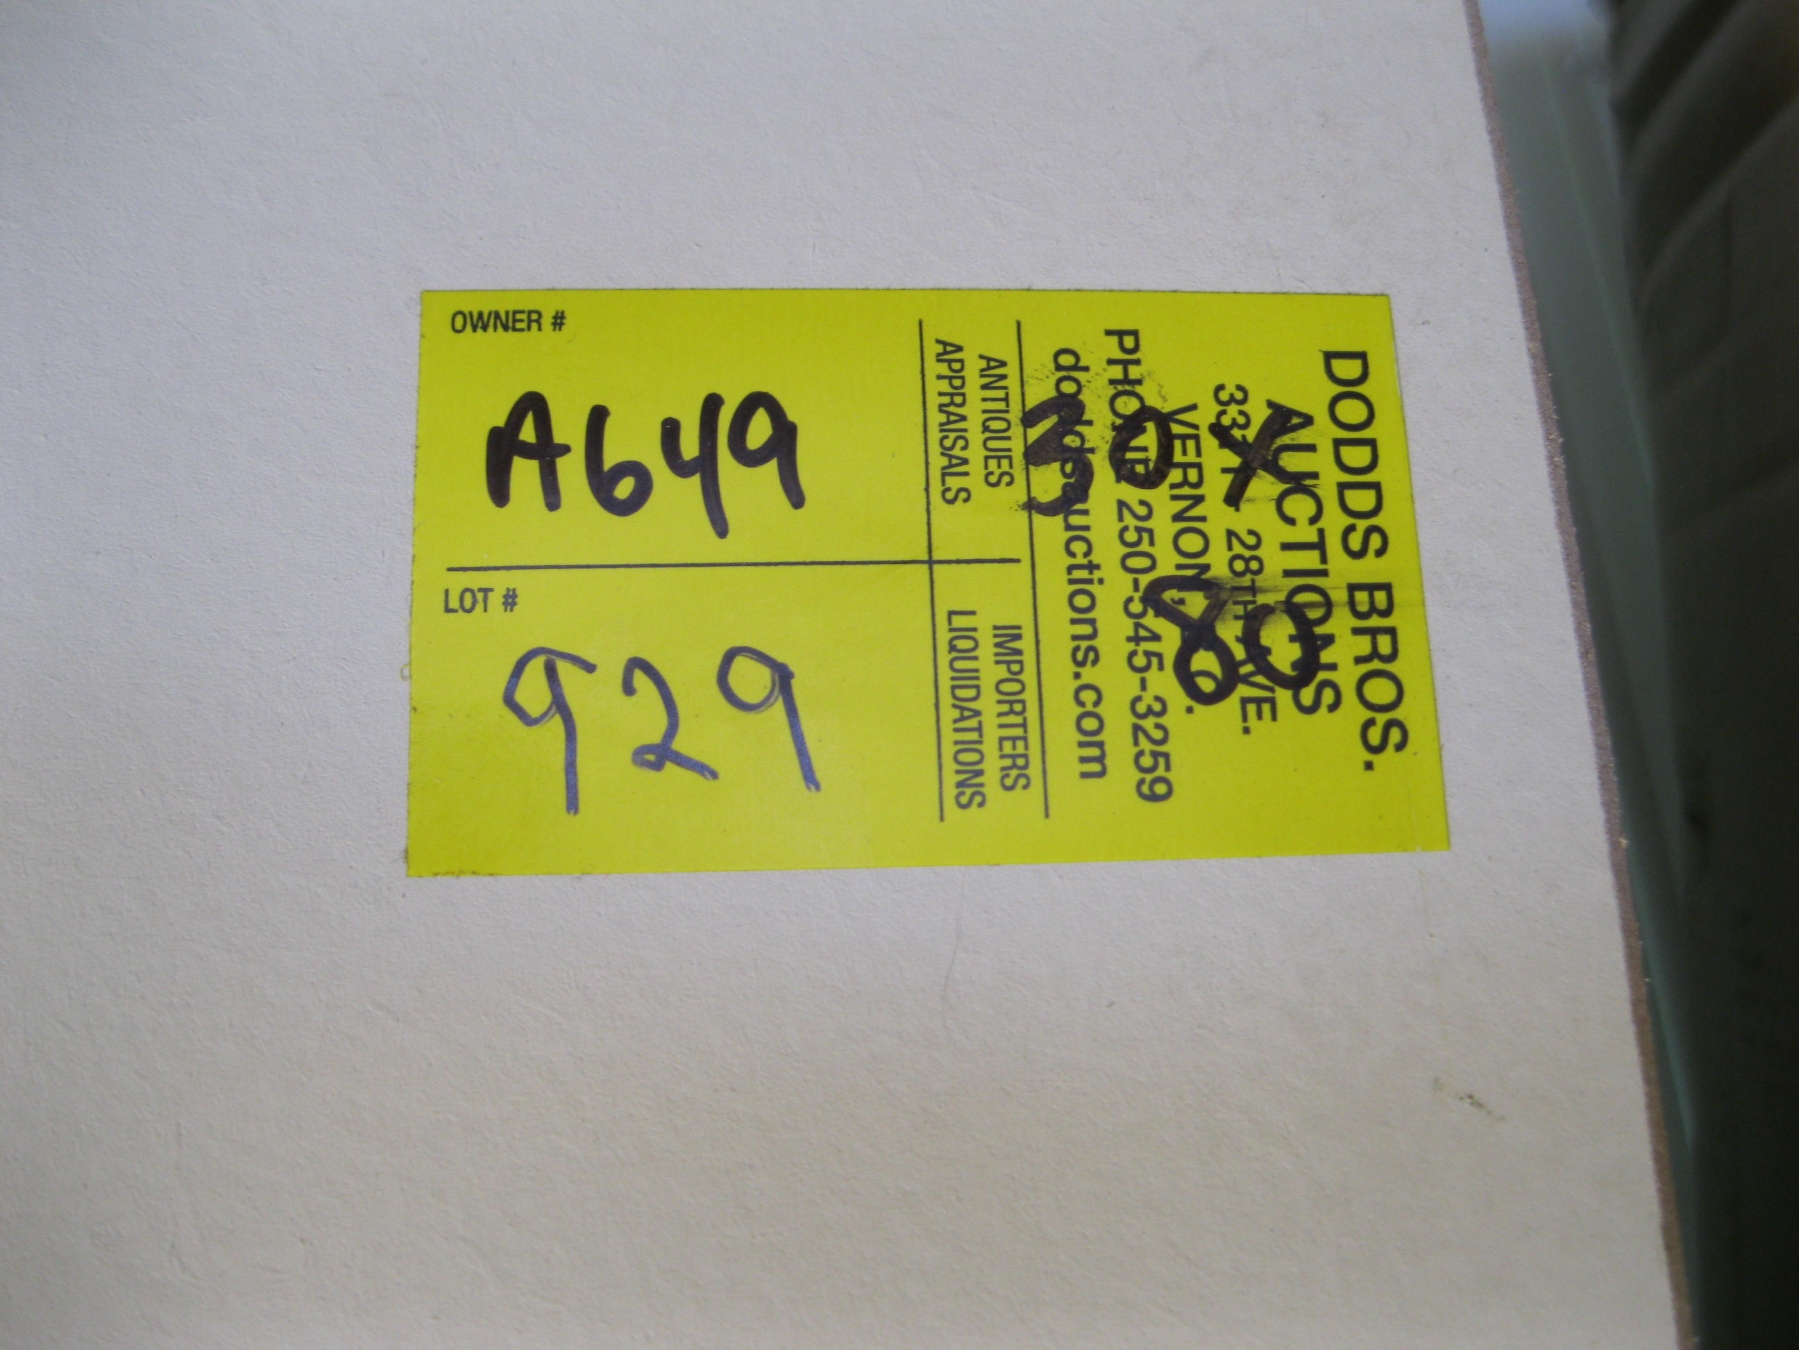 OWNER #
A649
LOT #
929
ANTIQUES IMPORTERS
APPRAISALS LIQUIDATIONS
DODDS BROS.
AUCTIONS
28TH AVE.
VERNON,
PHONE 250-545-3259
doddsauctions.com
30X
80